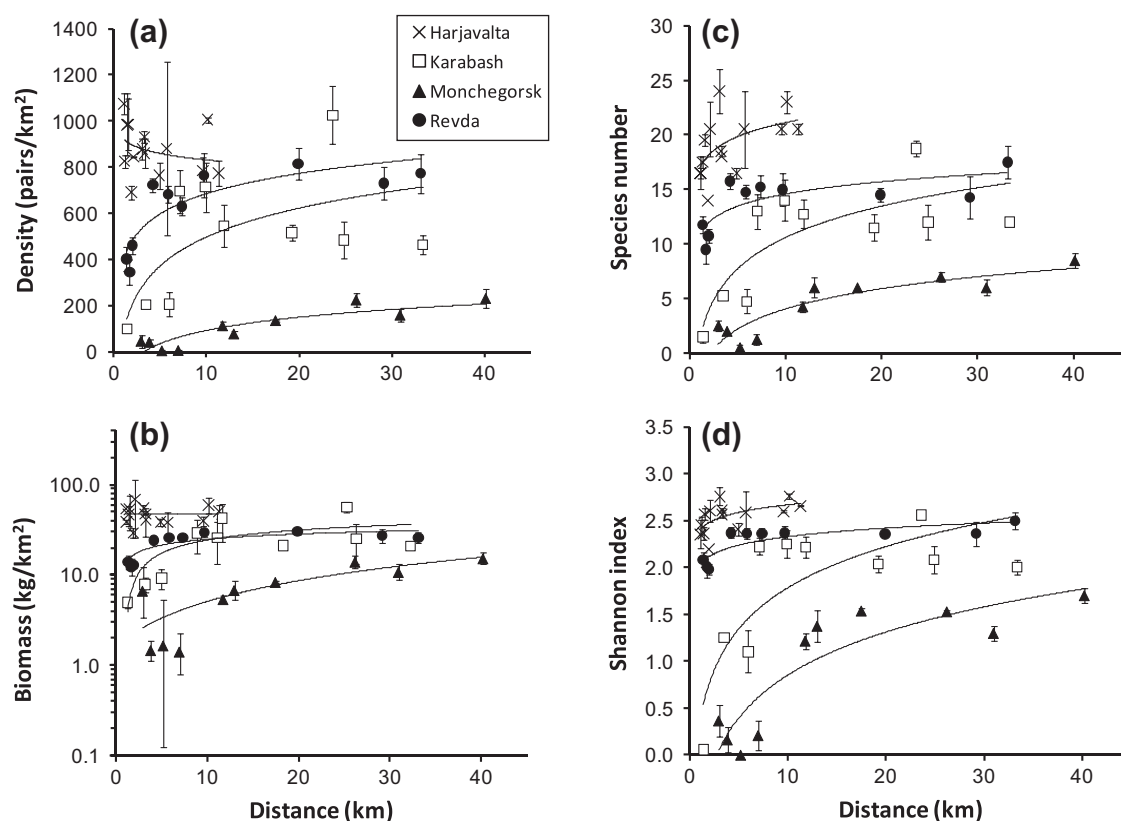 (a)
Density (pairs/km²)
1400
1200
1000
800
600
400
200
0
0 10 20 30 40
Harjavalta
Karabash
Monchegorsk
Revda
(c)
Species number
30
25
20
15
10
5
0
0 10 20 30 40
(b)
Biomass (kg/km²)
100.0
10.0
1.0
0.1
0 10 20 30 40
Distance (km)
(d)
Shannon index
3.5
3.0
2.5
2.0
1.5
1.0
0.5
0.0
0 10 20 30 40
Distance (km)